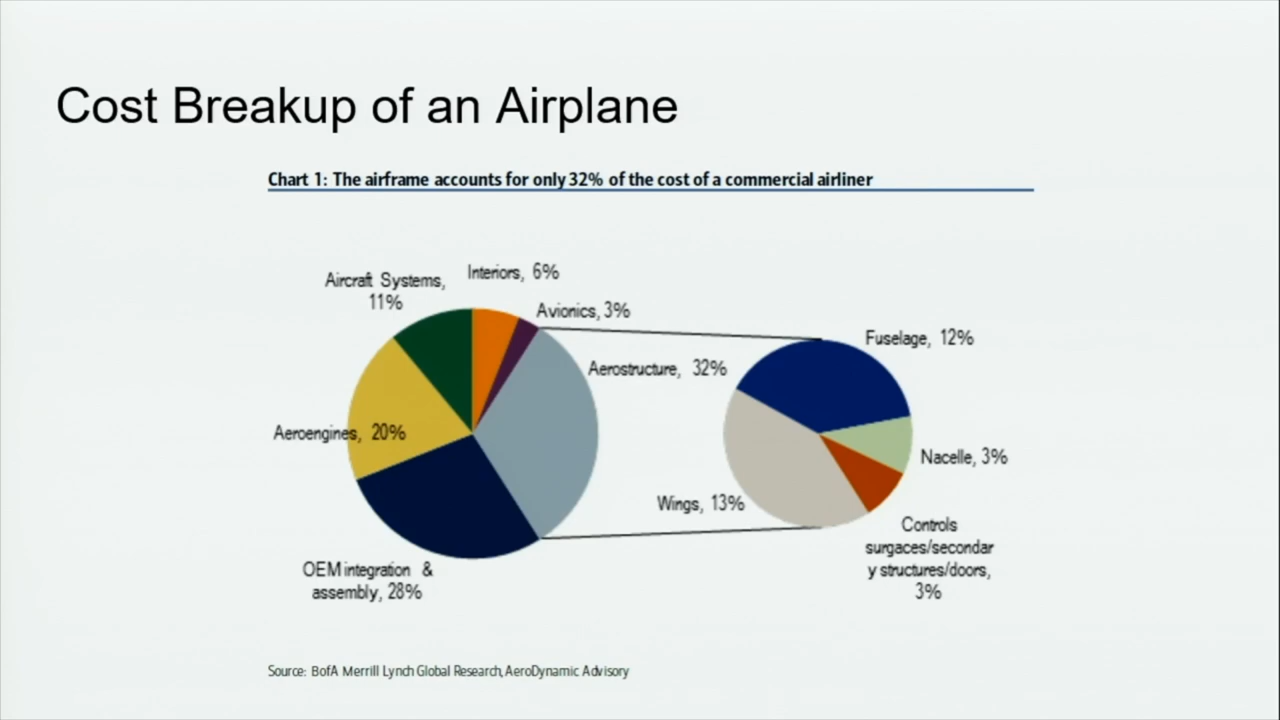 Cost Breakup of an Airplane
Chart 1: The airframe accounts for only 32% of the cost of a commercial airliner
Aircraft Systems,
11%
Interiors, 6%
Avionics, 3%
Aerostructure, 32%
Aeroengines, 20%
OEM integration &
assembly, 28%
Fuselage, 12%
Nacelle, 3%
Wings, 13%
Controls
surgaces/secondar
y structures/doors,
3%
Source: BofA Merrill Lynch Global Research, AeroDynamic Advisory